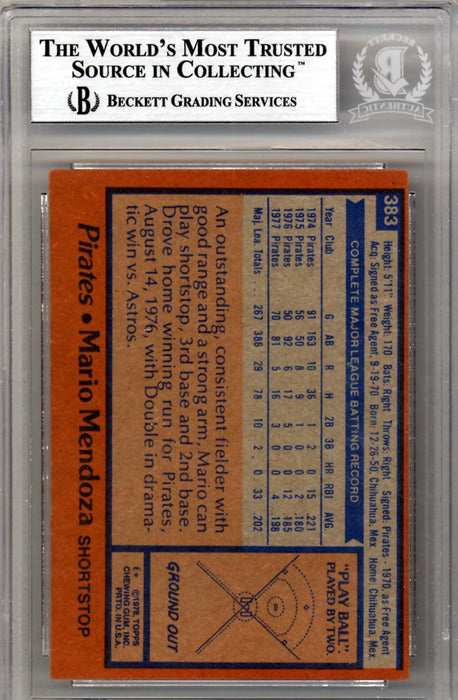 THE WORLD'S MOST TRUSTED
SOURCE IN COLLECTING™
B BECKETT GRADING SERVICES
B
AUTHENTIC
383
Height: 5'11" Weight: 170 Bats: Right Throws: Right Signed: Pirates - 1970, as Free Agent
Acq: Signed as Free Agent, 9-19-70 Born: 12-26-50, Chihuahua, Mex Home: Chihuahua, Mex
COMPLETE MAJOR LEAGUE BATTING RECORD
Year Club G AB R H 2B 3B HR RBI AVG
1974 Pirates 91 163 10 36 1 2 0 15 .221
1975 Pirates 56 50 8 9 1 0 0 2 .180
1976 Pirates 50 92 6 17 5 0 0 12 .185
1977 Pirates 70 81 5 16 3 0 0 4 .198
Maj. Lea. Totals ... 267 386 29 78 10 2 0 33 .202
An outstanding, consistent fielder with
good range and a strong arm, Mario can
play shortstop, 3rd base and 2nd base.
Drove home winning run for Pirates,
August 14, 1976, with Double in drama-
tic win vs. Astros.
"PLAY BALL"
PLAYED BY TWO
GROUND OUT
Pirates • Mario Mendoza SHORTSTOP
E* ©1978, TOPPS
CHEWING GUM, INC.
PRTD. IN U.S.A.